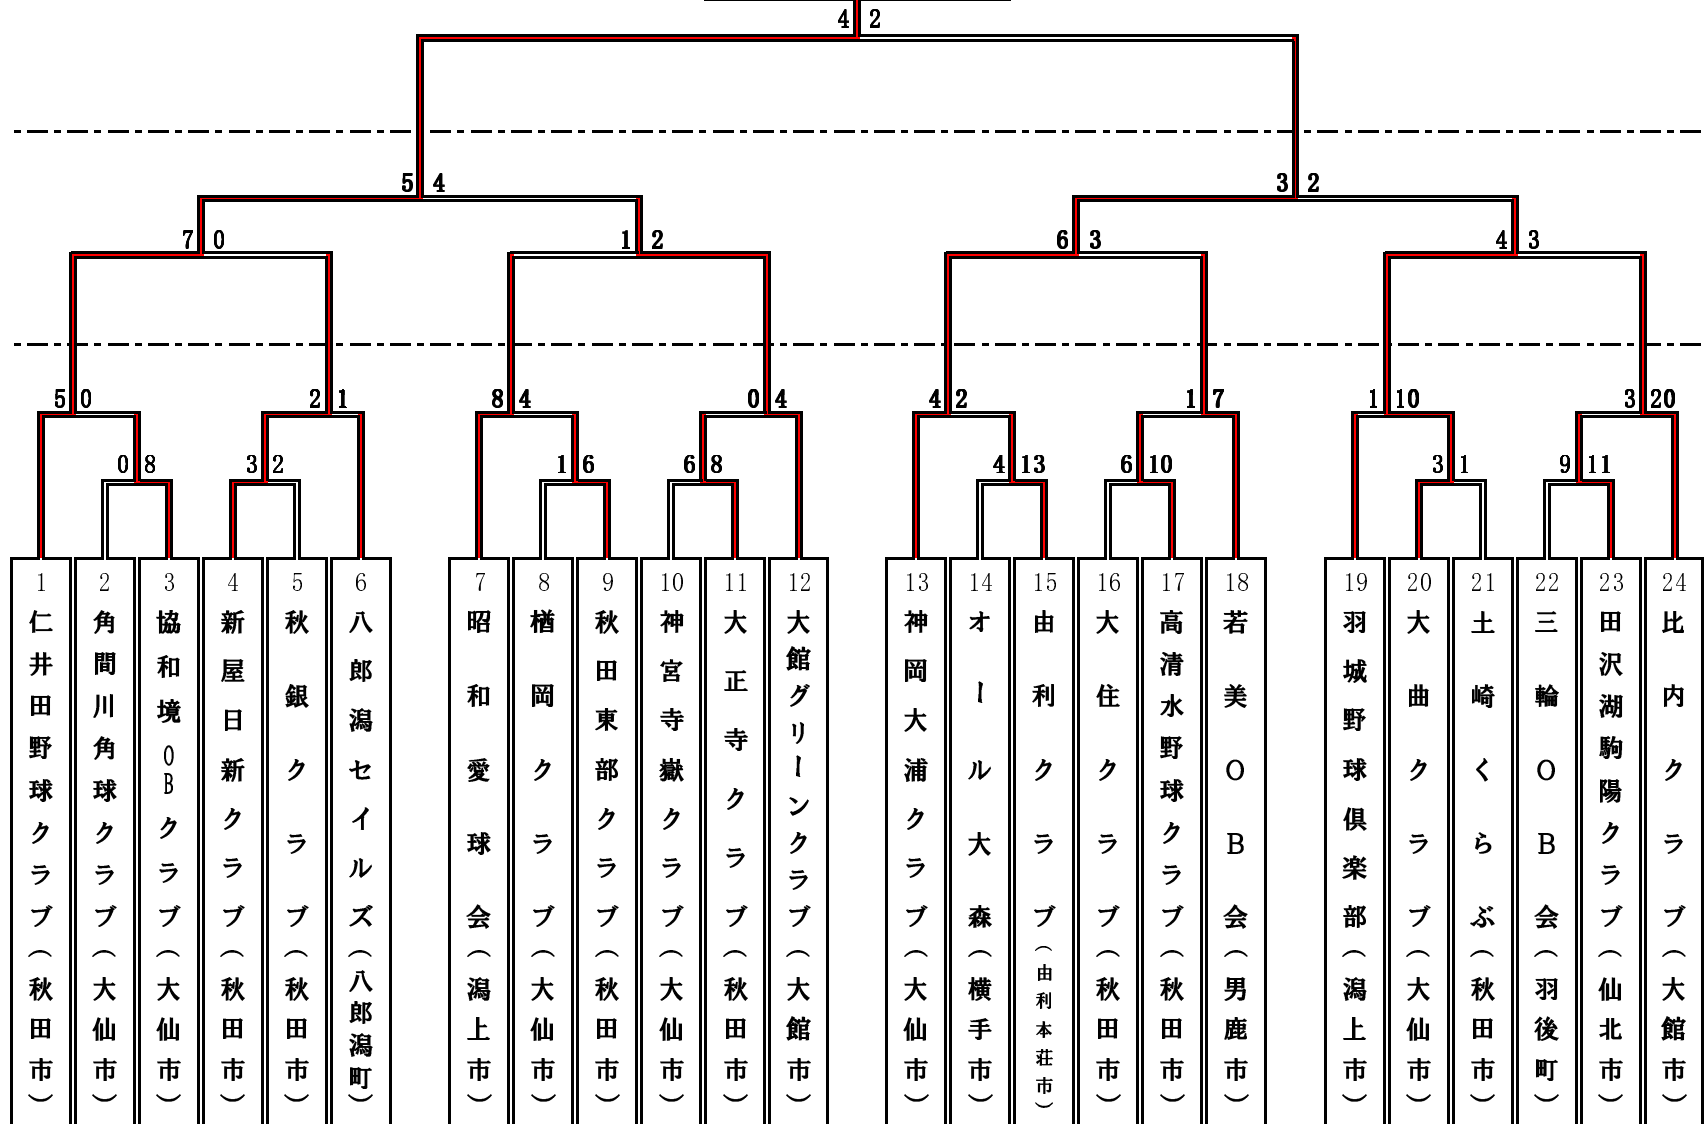 4 2
5 4
3 2
7 0
1 2
6 3
4 3
5 0
2 1
8 4
0 4
4 2
1 7
1 10
3 20
0 8
3 2
1 6
6 8
4 13
6 10
3 1
9 11
1 仁井田野球クラブ(秋田市)
2 角間川角球クラブ(大仙市)
3 協和境OBクラブ(大仙市)
4 新屋日新クラブ(秋田市)
5 秋銀クラブ(秋田市)
6 八郎潟セイルズ(八郎潟町)
7 昭和愛球会(潟上市)
8 楢岡クラブ(大仙市)
9 秋田東部クラブ(秋田市)
10 神宮寺嶽クラブ(大仙市)
11 大正寺クラブ(秋田市)
12 大館グリーンクラブ(大館市)
13 神岡大浦クラブ(大仙市)
14 オール大森(横手市)
15 由利クラブ(由利本荘市)
16 大住クラブ(秋田市)
17 高清水野球クラブ(秋田市)
18 若美OB会(男鹿市)
19 羽城野球倶楽部(潟上市)
20 大曲クラブ(大仙市)
21 土崎くらぶ(秋田市)
22 三輪OB会(羽後町)
23 田沢湖駒陽クラブ(仙北市)
24 比内クラブ(大館市)